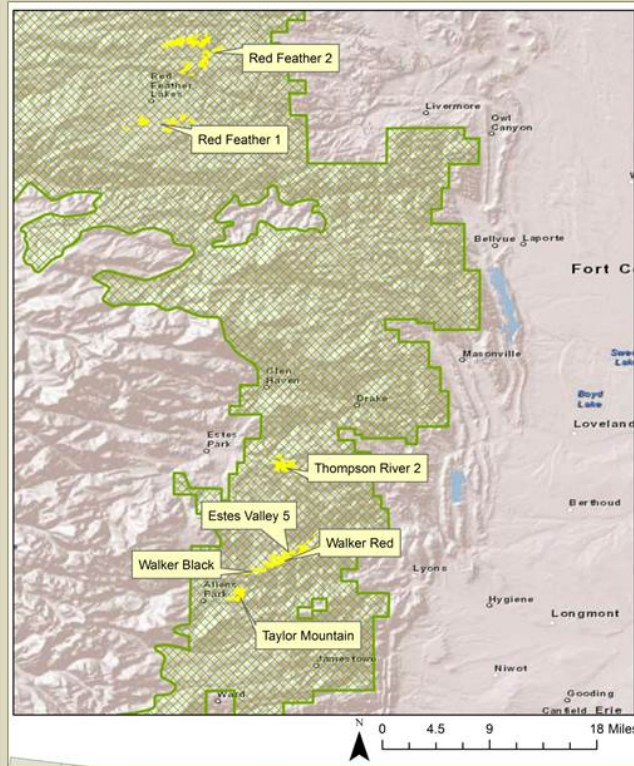 Red Feather 2
Red
Feather
Lakes
Livermore
Owl
Canyon
Red Feather 1
Bellvue
Laporte
Fort C
Masonville
Glen
Haven
Drake
Boyd
Lake
Loveland
Estes
Park
Thompson River 2
Berthoud
Estes Valley 5
Walker Red
Walker Black
Lyons
Allens
Park
Hygiene
Longmont
Taylor Mountain
Jamestown
Niwot
Ward
Gooding
Canfield Erie
N
0 4.5 9 18 Miles